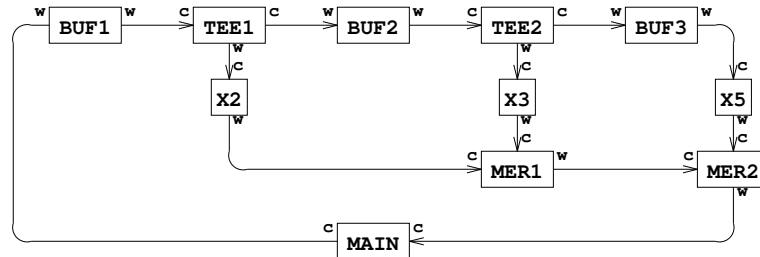 W BUF1 W C TEE1 C W BUF2 W C TEE2 C W BUF3 W
W W
C C C
X2 X3 X5
W W W
C C
C MER1 W C MER2
W
C MAIN C